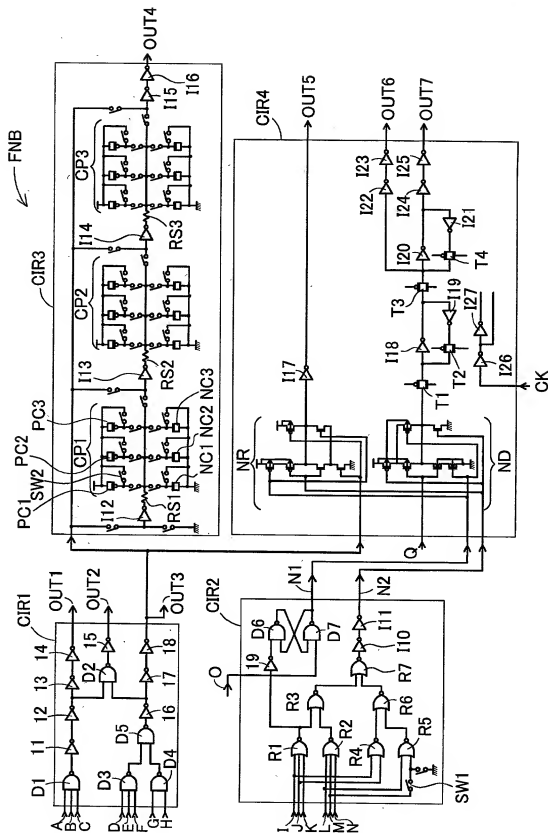 FNB
CIR3
OUT4
CP1
CP2
CP3
PC1
PC2
PC3
SW2
NC1
NC2
NC3
RS1
RS2
RS3
I12
I13
I14
I15
I16
CIR1
OUT1
OUT2
OUT3
A
B
C
D
E
F
G
H
D1
D2
D3
D4
D5
11
12
13
14
15
16
17
18
CIR2
O
N1
N2
D6
D7
19
I10
I11
R1
R2
R3
R4
R5
R6
R7
I
J
K
L
M
N
SW1
CIR4
OUT5
OUT6
OUT7
NR
ND
Q
CK
I17
I18
I19
I20
I21
I22
I23
I24
I25
I26
I27
T1
T2
T3
T4